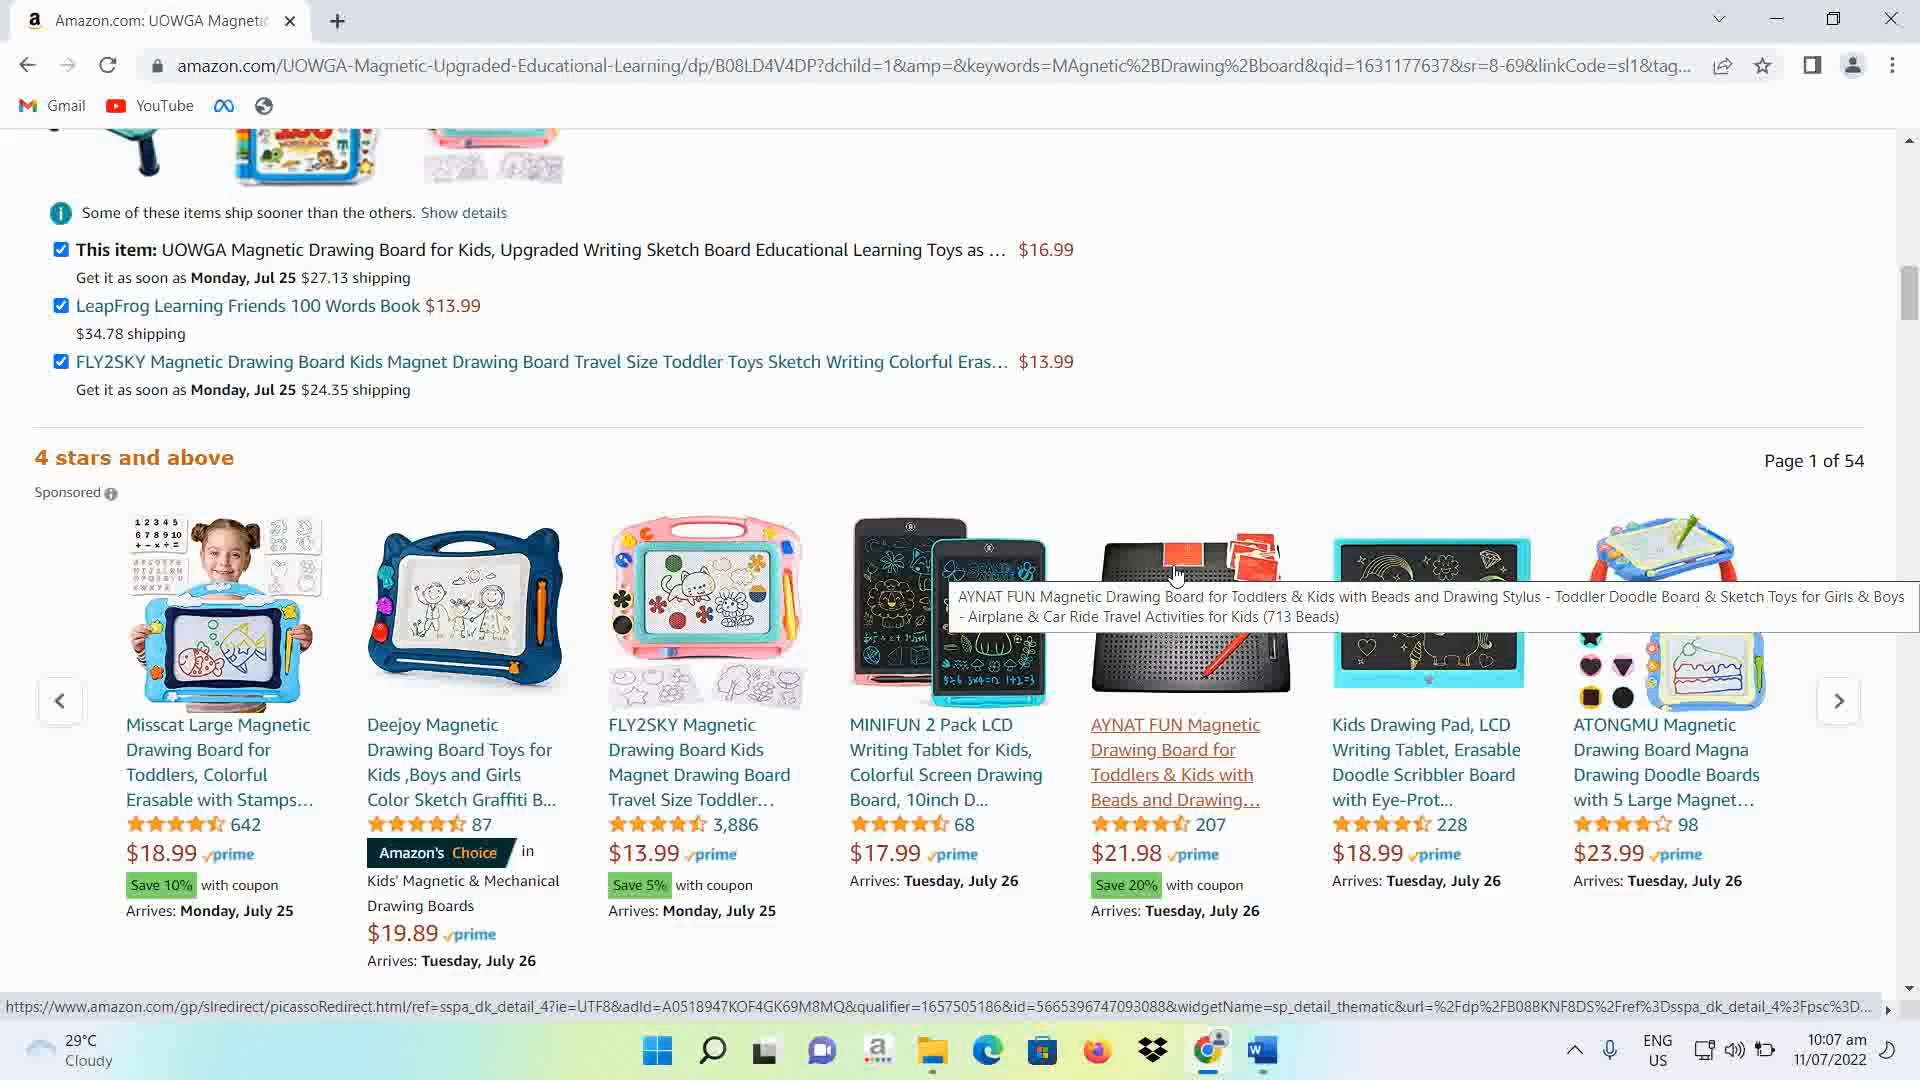 Amazon.com: UOWGA Magnetic
amazon.com/UOWGA-Magnetic-Upgraded-Educational-Learning/dp/B08LD4V4DP?dchild=1&amp=&keywords=MAgnetic%2BDrawing%2Bboard&qid=1631177637&sr=8-69&linkCode=sl1&tag...
Gmail YouTube
Some of these items ship sooner than the others. Show details
This item: UOWGA Magnetic Drawing Board for Kids, Upgraded Writing Sketch Board Educational Learning Toys as ... $16.99
Get it as soon as Monday, Jul 25 $27.13 shipping
LeapFrog Learning Friends 100 Words Book $13.99
$34.78 shipping
FLY2SKY Magnetic Drawing Board Kids Magnet Drawing Board Travel Size Toddler Toys Sketch Writing Colorful Eras... $13.99
Get it as soon as Monday, Jul 25 $24.35 shipping
4 stars and above
Page 1 of 54
Sponsored
AYNAT FUN Magnetic Drawing Board for Toddlers & Kids with Beads and Drawing Stylus - Toddler Doodle Board & Sketch Toys for Girls & Boys
- Airplane & Car Ride Travel Activities for Kids (713 Beads)
Misscat Large Magnetic
Drawing Board for
Toddlers, Colorful
Erasable with Stamps...
642
$18.99 prime
Save 10% with coupon
Arrives: Monday, July 25
Deejoy Magnetic
Drawing Board Toys for
Kids ,Boys and Girls
Color Sketch Graffiti B...
87
Amazon's Choice in
Kids' Magnetic & Mechanical
Drawing Boards
$19.89 prime
Arrives: Tuesday, July 26
FLY2SKY Magnetic
Drawing Board Kids
Magnet Drawing Board
Travel Size Toddler...
3,886
$13.99 prime
Save 5% with coupon
Arrives: Monday, July 25
MINIFUN 2 Pack LCD
Writing Tablet for Kids,
Colorful Screen Drawing
Board, 10inch D...
68
$17.99 prime
Arrives: Tuesday, July 26
AYNAT FUN Magnetic
Drawing Board for
Toddlers & Kids with
Beads and Drawing...
207
$21.98 prime
Save 20% with coupon
Arrives: Tuesday, July 26
Kids Drawing Pad, LCD
Writing Tablet, Erasable
Doodle Scribbler Board
with Eye-Prot...
228
$18.99 prime
Arrives: Tuesday, July 26
ATONGMU Magnetic
Drawing Board Magna
Drawing Doodle Boards
with 5 Large Magnet...
98
$23.99 prime
Arrives: Tuesday, July 26
https://www.amazon.com/gp/slredirect/picassoRedirect.html/ref=sspa_dk_detail_4?ie=UTF8&adId=A0518947KOF4GK69M8MQ&qualifier=1657505186&id=5665396747093088&widgetName=sp_detail_thematic&url=%2Fdp%2FB08BKNF8DS%2Fref%3Dsspa_dk_detail_4%3Fpsc%3D...
29°C
Cloudy
ENG
US
10:07 am
11/07/2022